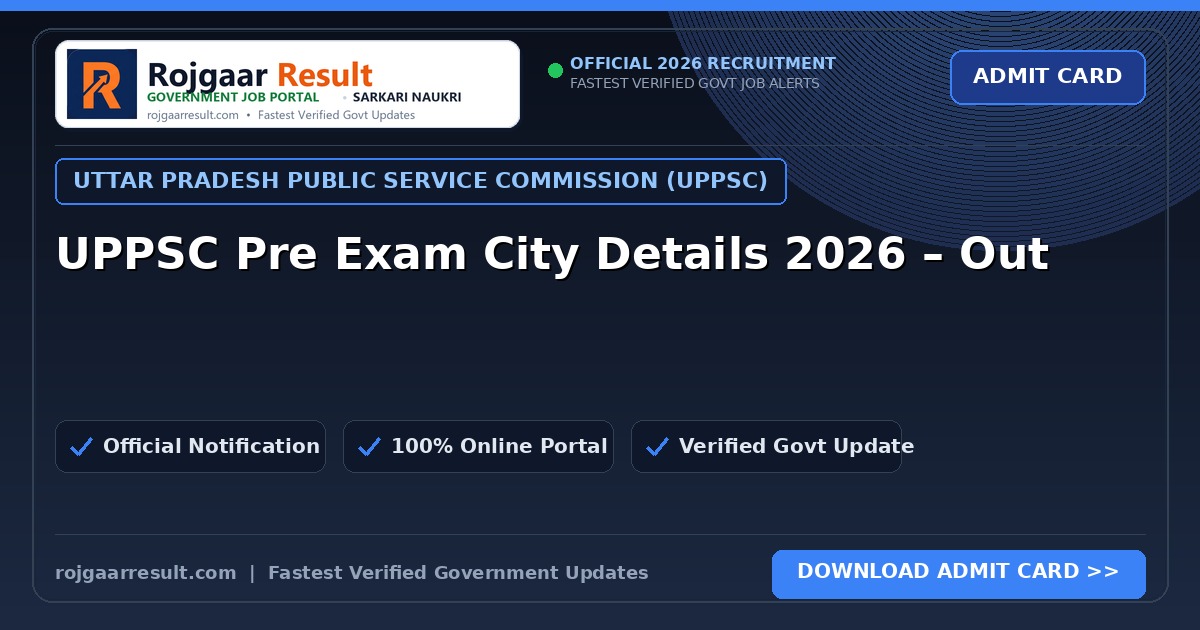 Rojgaar Result
GOVERNMENT JOB PORTAL • SARKARI NAUKRI
rojgaarresult.com • Fastest Verified Govt Updates
OFFICIAL 2026 RECRUITMENT
FASTEST VERIFIED GOVT JOB ALERTS
ADMIT CARD
UTTAR PRADESH PUBLIC SERVICE COMMISSION (UPPSC)
UPPSC Pre Exam City Details 2026 – Out
Official Notification
100% Online Portal
Verified Govt Update
rojgaarresult.com | Fastest Verified Government Updates
DOWNLOAD ADMIT CARD >>